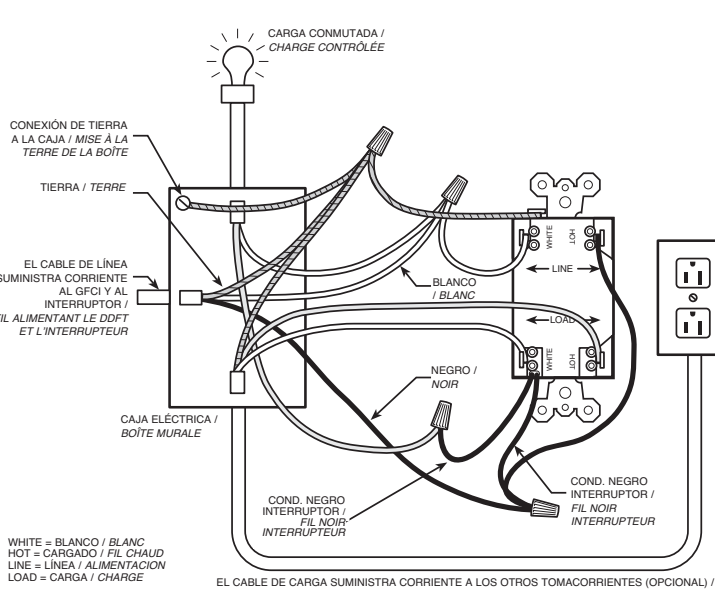 CARGA CONMUTADA /
CHARGE CONTRÔLÉE
CONEXIÓN DE TIERRA
A LA CAJA / MISE À LA
TERRE DE LA BOÎTE
TIERRA / TERRE
EL CABLE DE LÍNEA
SUMINISTRA CORRIENTE
AL GFCI Y AL
INTERRUPTOR /
FIL ALIMENTANT LE DDFT
ET L'INTERRUPTEUR
WHITE
HOT
LINE
BLANCO
/ BLANC
LOAD
WHITE
HOT
NEGRO /
NOIR
CAJA ELÉCTRICA /
BOÎTE MURALE
COND. NEGRO
INTERRUPTOR /
FIL NOIR
INTERRUPTEUR
COND. NEGRO
INTERRUPTOR /
FIL NOIR
INTERRUPTEUR
WHITE = BLANCO / BLANC
HOT = CARGADO / FIL CHAUD
LINE = LÍNEA / ALIMENTACION
LOAD = CARGA / CHARGE
EL CABLE DE CARGA SUMINISTRA CORRIENTE A LOS OTROS TOMACORRIENTES (OPCIONAL) /